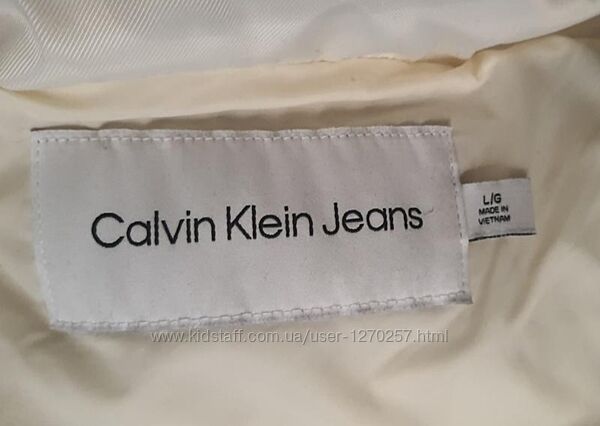 Calvin Klein Jeans
L/G
MADE IN
VIETNAM
www.kidstaff.com.ua/user-1270257.html